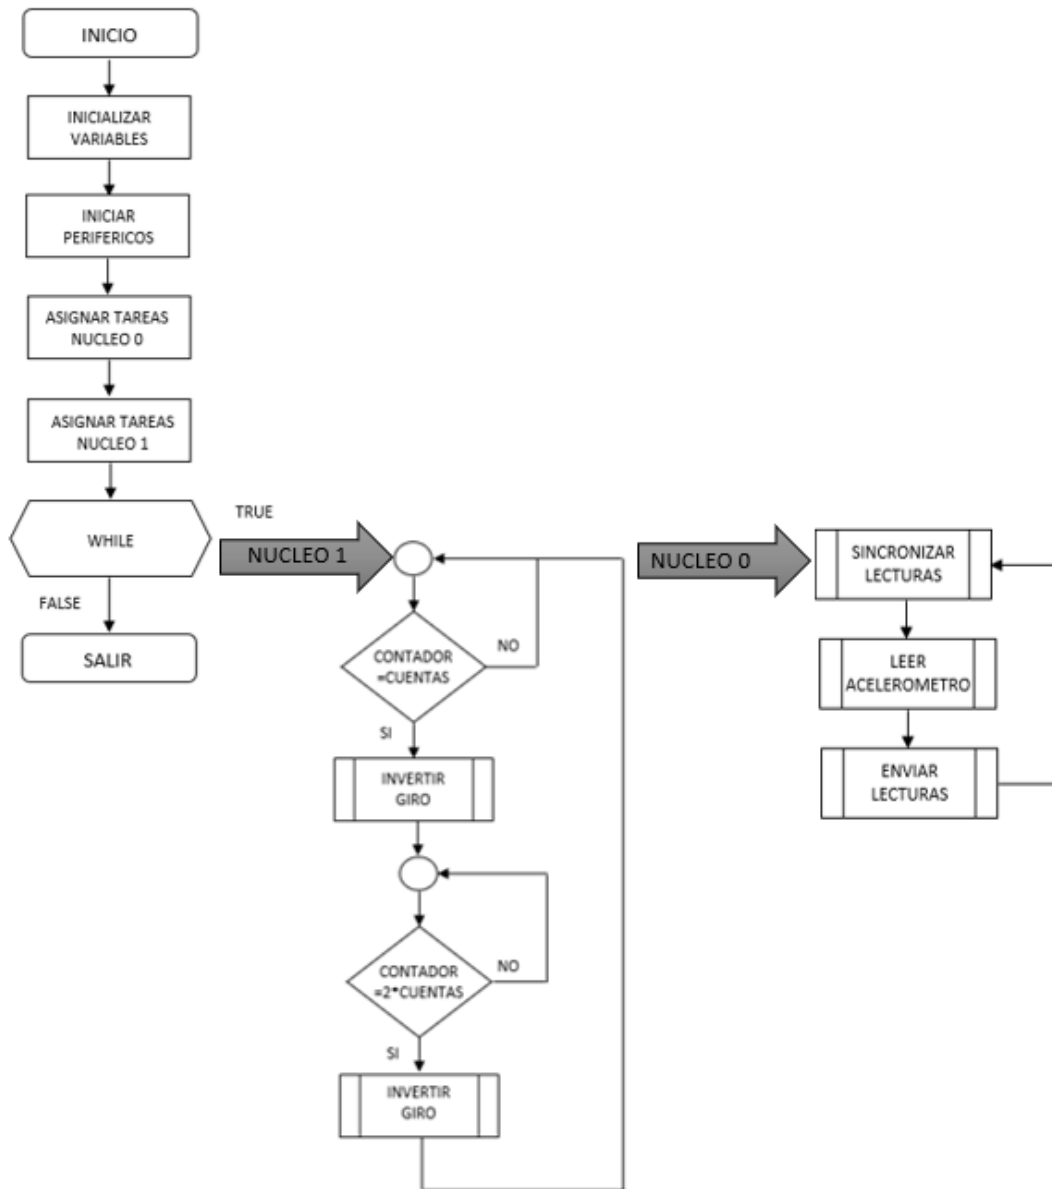 INICIO
INICIALIZAR
VARIABLES
INICIAR
PERIFERICOS
ASIGNAR TAREAS
NUCLEO 0
ASIGNAR TAREAS
NUCLEO 1
WHILE
TRUE
FALSE
SALIR
NUCLEO 1
CONTADOR
=CUENTAS
NO
SI
INVERTIR
GIRO
CONTADOR
=2*CUENTAS
NO
SI
INVERTIR
GIRO
NUCLEO 0
SINCRONIZAR
LECTURAS
LEER
ACELEROMETRO
ENVIAR
LECTURAS